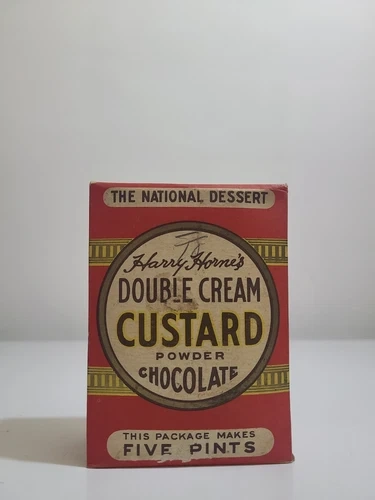 THE NATIONAL DESSERT
Harry Horne's
DOUBLE CREAM
CUSTARD
POWDER
CHOCOLATE
THIS PACKAGE MAKES
FIVE PINTS